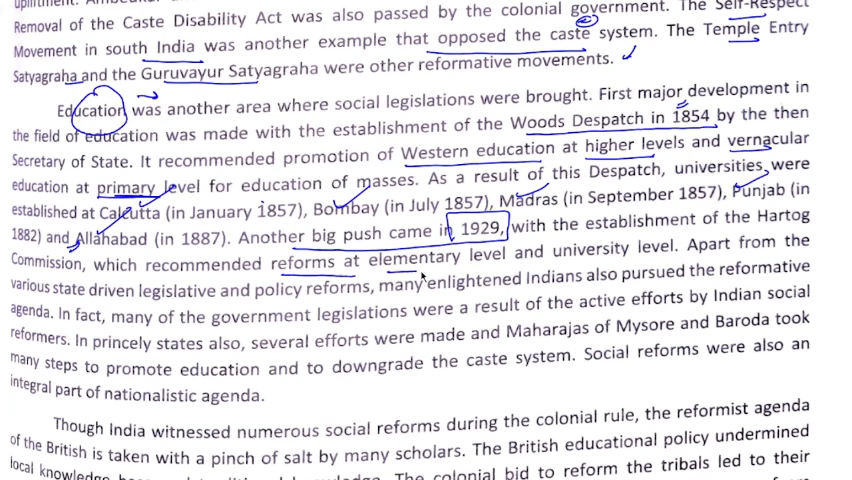 Removal of the Caste Disability Act was also passed by the colonial government. The Self-Respect
Movement in south India was another example that opposed the caste system. The Temple Entry
Satyagraha and the Guruvayur Satyagraha were other reformative movements.
Education was another area where social legislations were brought. First major development in
the field of education was made with the establishment of the Woods Despatch in 1854 by the then
Secretary of State. It recommended promotion of Western education at higher levels and vernacular
education at primary level for education of masses. As a result of this Despatch, universities were
established at Calcutta (in January 1857), Bombay (in July 1857), Madras (in September 1857), Punjab (in
1882) and Allahabad (in 1887). Another big push came in 1929, with the establishment of the Hartog
Commission, which recommended reforms at elementary level and university level. Apart from the
various state driven legislative and policy reforms, many enlightened Indians also pursued the reformative
agenda. In fact, many of the government legislations were a result of the active efforts by Indian social
reformers. In princely states also, several efforts were made and Maharajas of Mysore and Baroda took
many steps to promote education and to downgrade the caste system. Social reforms were also an
integral part of nationalistic agenda.
Though India witnessed numerous social reforms during the colonial rule, the reformist agenda
of the British is taken with a pinch of salt by many scholars. The British educational policy undermined
local knowledge The colonial bid to reform the tribals led to their